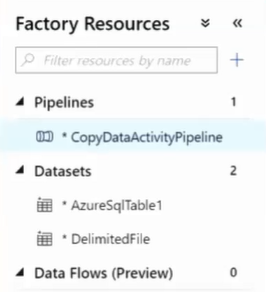 Factory Resources
Filter resources by name
Pipelines 1
* CopyDataActivityPipeline
Datasets 2
* AzureSqlTable1
* DelimitedFile
Data Flows (Preview) 0